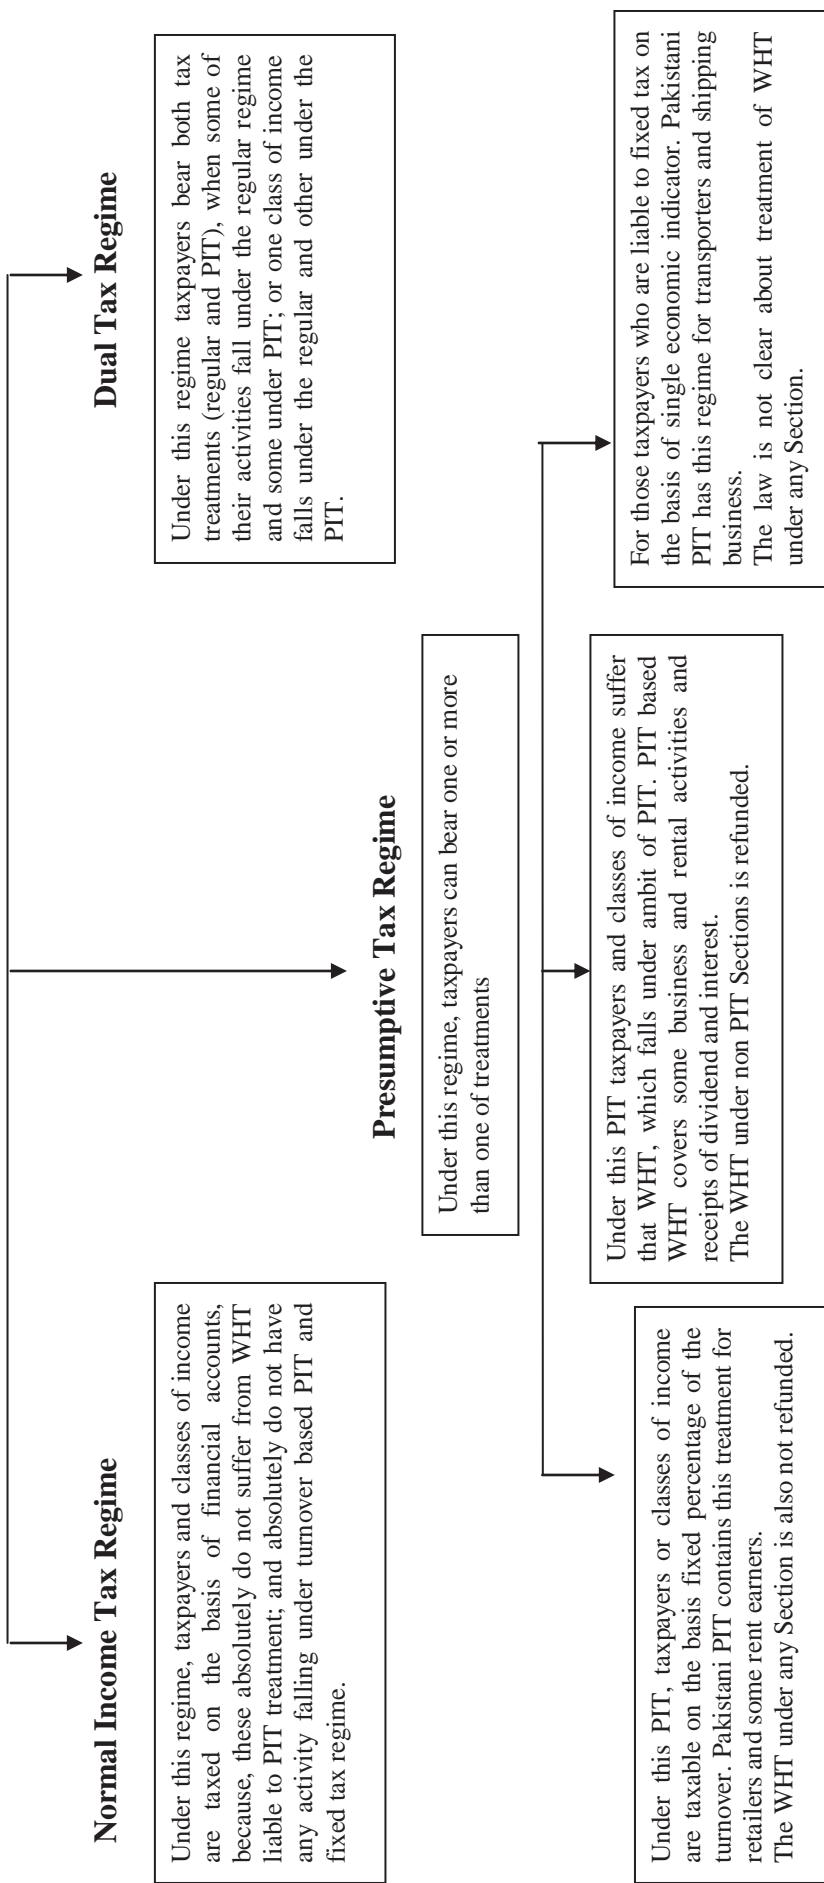 Normal Income Tax Regime
Under this regime, taxpayers and classes of income
are taxed on the basis of financial accounts,
because, these absolutely do not suffer from WHT
liable to PIT treatment; and absolutely do not have
any activity falling under turnover based PIT and
fixed tax regime.
Presumptive Tax Regime
Under this regime, taxpayers can bear one or more
than one of treatments
Dual Tax Regime
Under this regime taxpayers bear both tax
treatments (regular and PIT), when some of
their activities fall under the regular regime
and some under PIT; or one class of income
falls under the regular and other under the
PIT.
Under this PIT, taxpayers or classes of income
are taxable on the basis fixed percentage of the
turnover. Pakistani PIT contains this treatment for
retailers and some rent earners.
The WHT under any Section is also not refunded.
Under this PIT taxpayers and classes of income suffer
that WHT, which falls under ambit of PIT. PIT based
WHT covers some business and rental activities and
receipts of dividend and interest.
The WHT under non PIT Sections is refunded.
For those taxpayers who are liable to fixed tax on
the basis of single economic indicator. Pakistani
PIT has this regime for transporters and shipping
business.
The law is not clear about treatment of WHT
under any Section.